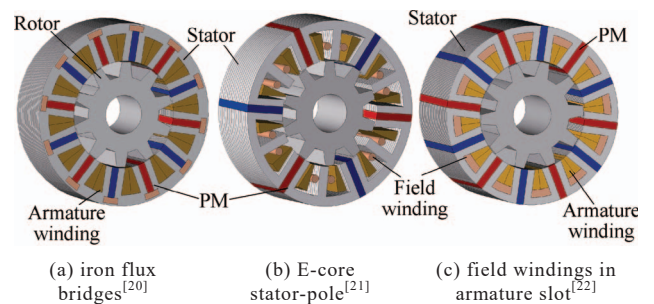 Rotor
Stator
Stator
PM
Armature
winding
PM
Field
winding
Armature
winding
(a) iron flux
bridges[20]
(b) E-core
stator-pole[21]
(c) field windings in
armature slot[22]